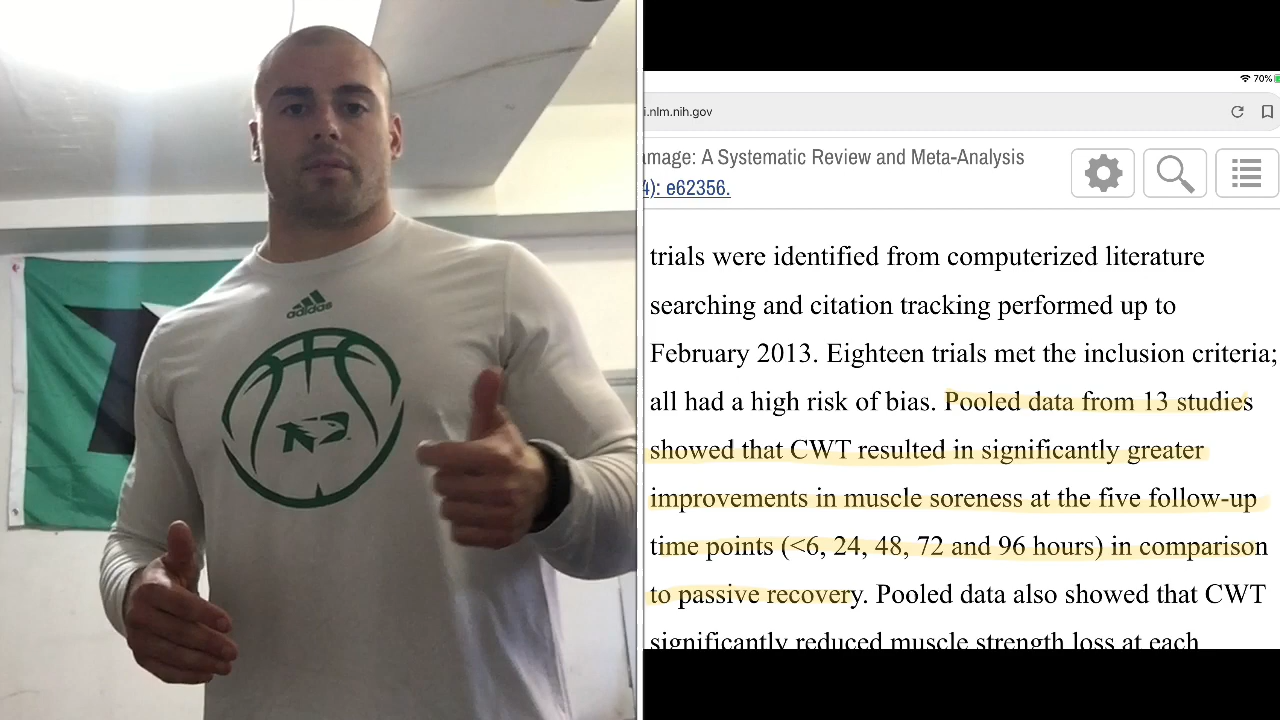 adidas
ND
70%
i.nlm.nih.gov
amage: A Systematic Review and Meta-Analysis
4): e62356.
trials were identified from computerized literature
searching and citation tracking performed up to
February 2013. Eighteen trials met the inclusion criteria;
all had a high risk of bias. Pooled data from 13 studies
showed that CWT resulted in significantly greater
improvements in muscle soreness at the five follow-up
time points (<6, 24, 48, 72 and 96 hours) in comparison
to passive recovery. Pooled data also showed that CWT
significantly reduced muscle strength loss at each